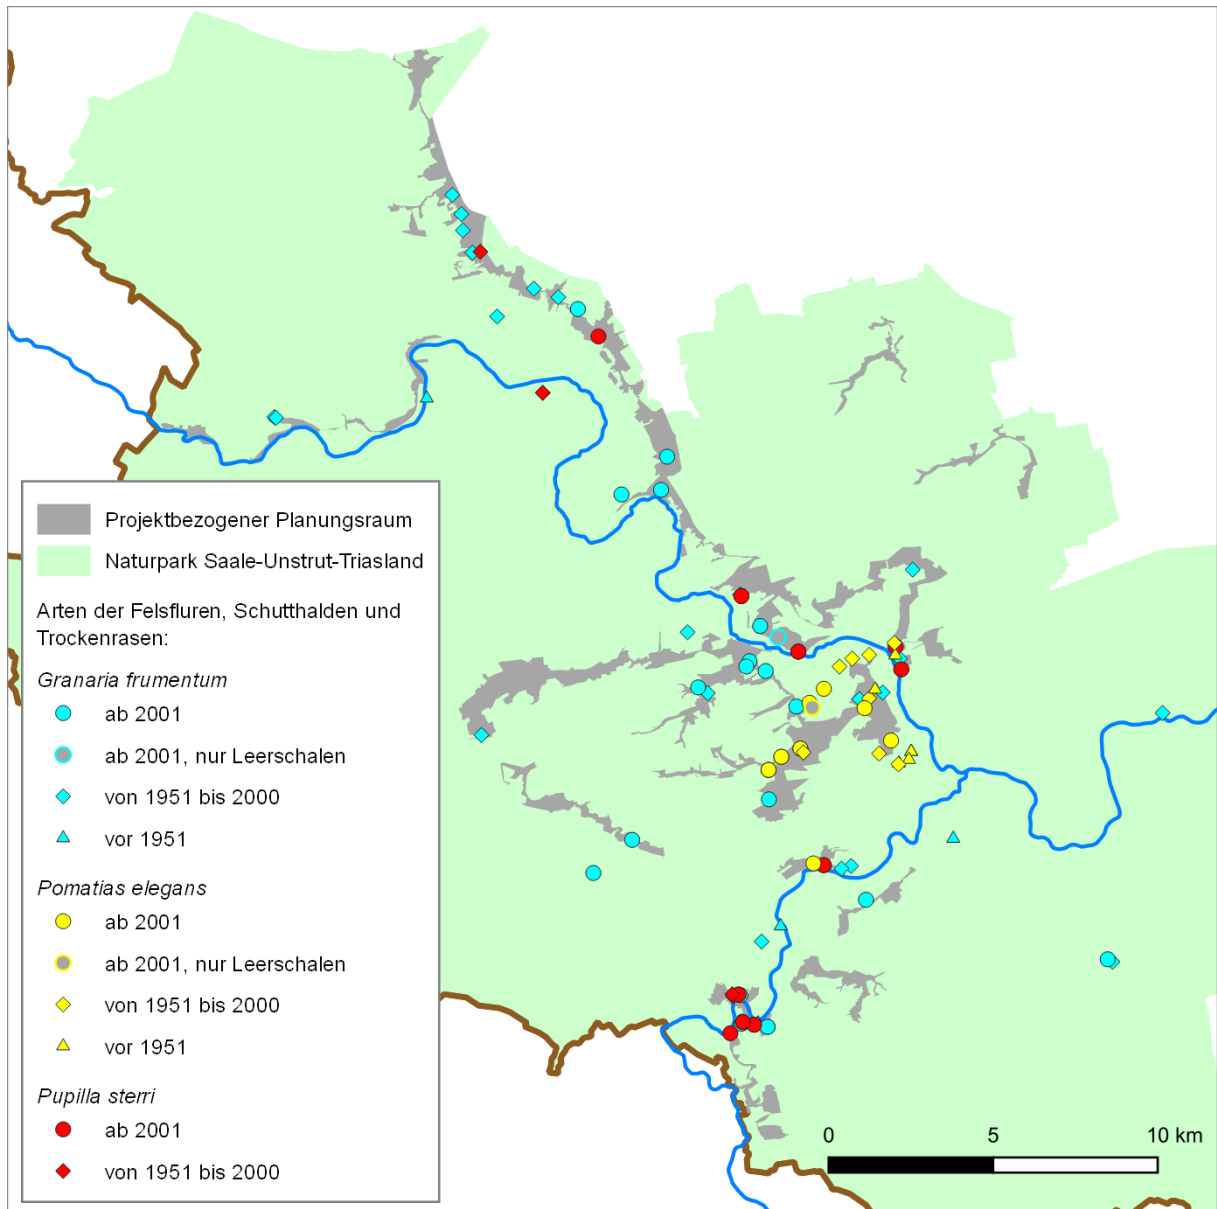 Projektbezogener Planungsraum
Naturpark Saale-Unstrut-Triasland
Arten der Felsfluren, Schutthalden und
Trockenrasen:
Granaria frumentum
ab 2001
ab 2001, nur Leerschalen
von 1951 bis 2000
vor 1951
Pomatias elegans
ab 2001
ab 2001, nur Leerschalen
von 1951 bis 2000
vor 1951
Pupilla sterri
ab 2001
von 1951 bis 2000
0 5 10 km